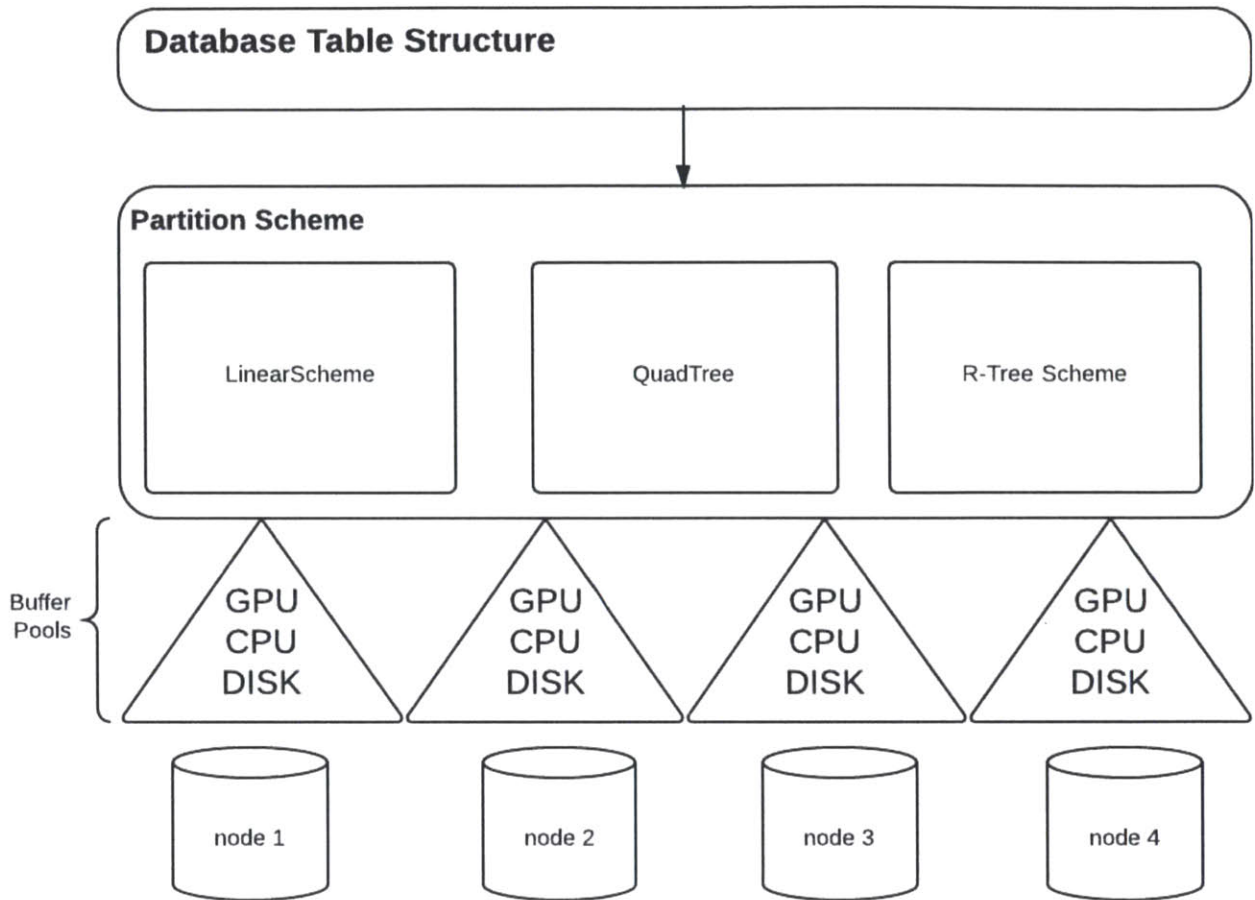 Database Table Structure
Partition Scheme
LinearScheme
QuadTree
R-Tree Scheme
Buffer
Pools
GPU
CPU
DISK
GPU
CPU
DISK
GPU
CPU
DISK
GPU
CPU
DISK
node 1
node 2
node 3
node 4